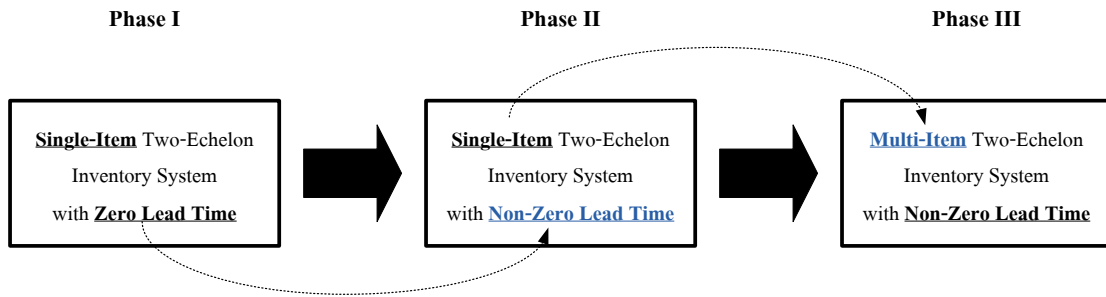 Phase I
Phase II
Phase III
Single-Item Two-Echelon
Inventory System
with Zero Lead Time
Single-Item Two-Echelon
Inventory System
with Non-Zero Lead Time
Multi-Item Two-Echelon
Inventory System
with Non-Zero Lead Time